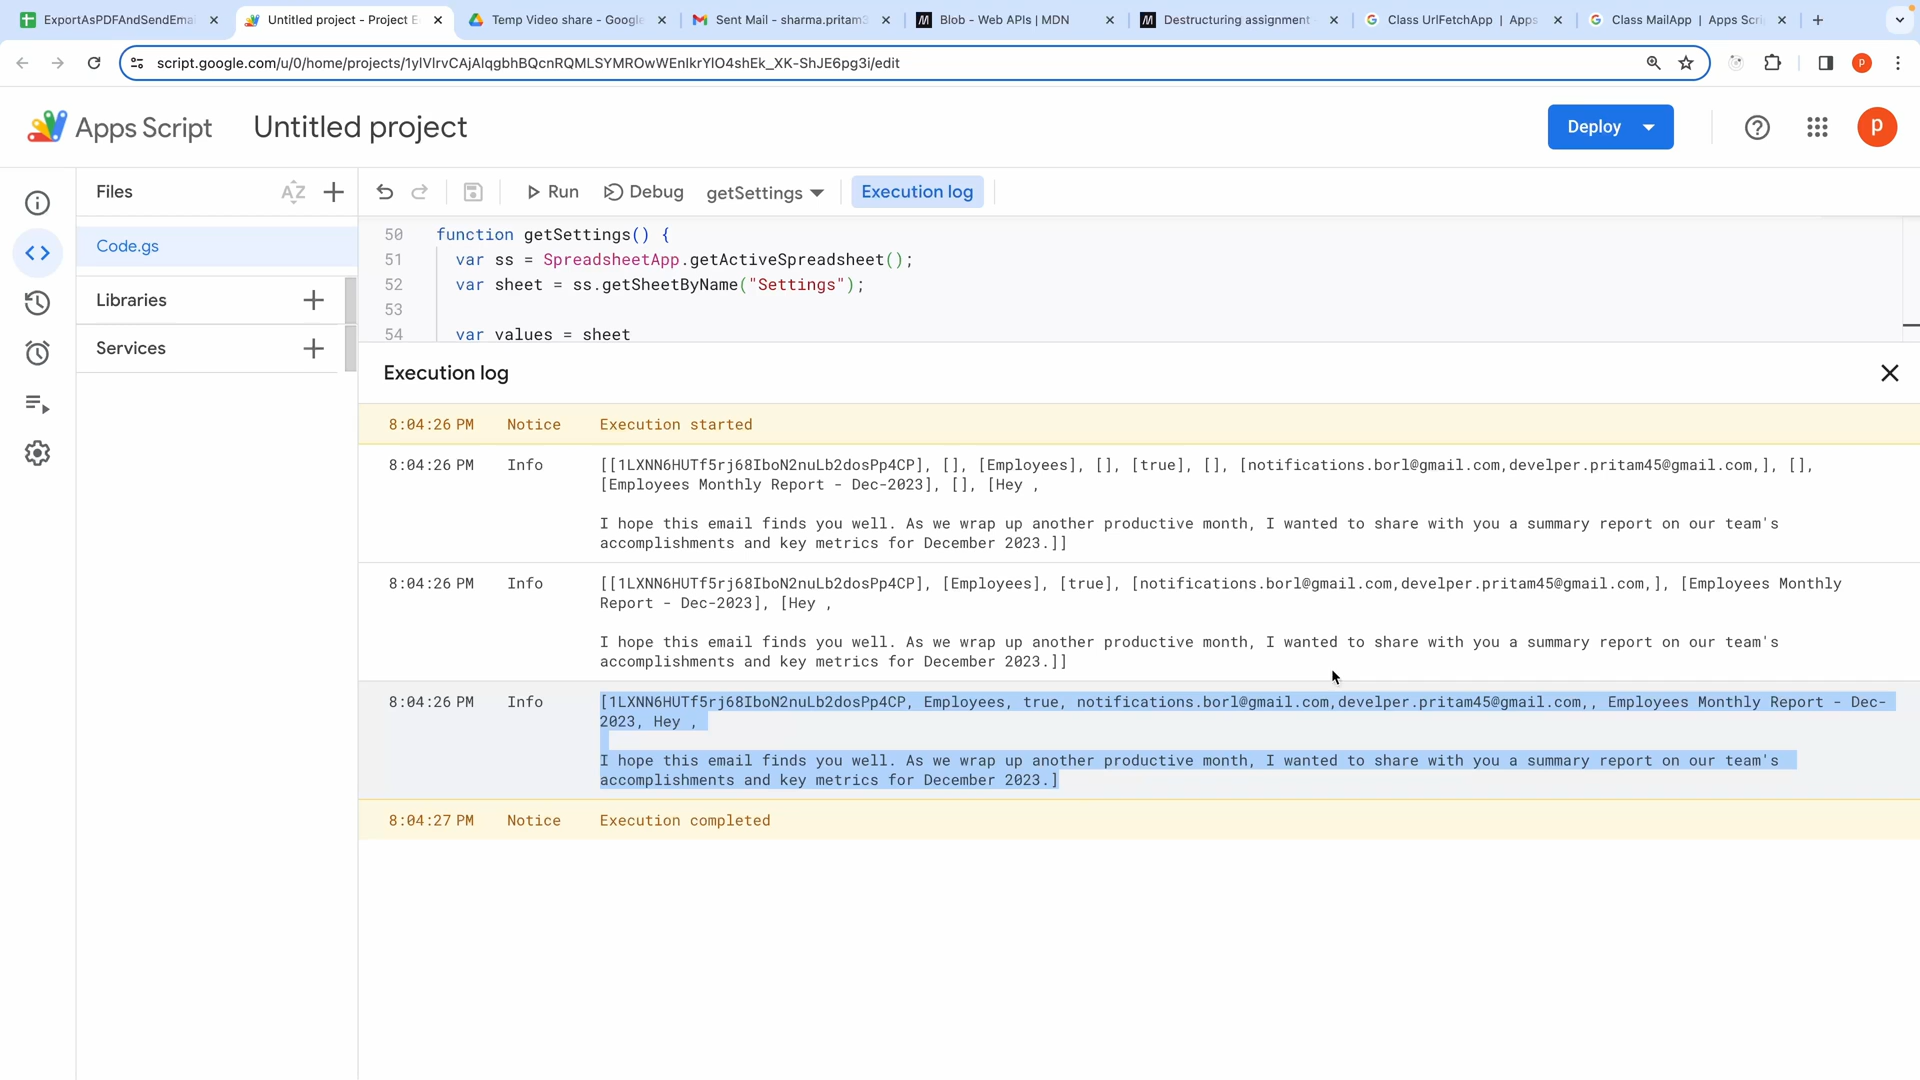 ExportAsPDFAndSendEmai
Untitled project - Project E
Temp Video share - Google
Sent Mail - sharma.pritam3
Blob - Web APIs | MDN
Destructuring assignment -
Class UrlFetchApp | Apps
Class MailApp | Apps Scri
script.google.com/u/0/home/projects/1ylVlrvCAjAlqgbhBQcnRQMLSYMROwWEnIkrYlO4shEk_XK-ShJE6pg3i/edit
P
Apps Script
Untitled project
Deploy
P
Files
AZ
Run
Debug
getSettings
Execution log
Code.gs
Libraries
Services
50 function getSettings() {
51 var ss = SpreadsheetApp.getActiveSpreadsheet();
52 var sheet = ss.getSheetByName("Settings");
53
54 var values = sheet
Execution log
8:04:26 PM Notice Execution started
8:04:26 PM Info [[1LXNN6HUTf5rj68IboN2nuLb2dosPp4CP], [], [Employees], [], [true], [], [notifications.borl@gmail.com,develper.pritam45@gmail.com,], [],
[Employees Monthly Report - Dec-2023], [], [Hey ,
I hope this email finds you well. As we wrap up another productive month, I wanted to share with you a summary report on our team's
accomplishments and key metrics for December 2023.]]
8:04:26 PM Info [[1LXNN6HUTf5rj68IboN2nuLb2dosPp4CP], [Employees], [true], [notifications.borl@gmail.com,develper.pritam45@gmail.com,], [Employees Monthly
Report - Dec-2023], [Hey ,
I hope this email finds you well. As we wrap up another productive month, I wanted to share with you a summary report on our team's
accomplishments and key metrics for December 2023.]]
8:04:26 PM Info [1LXNN6HUTf5rj68IboN2nuLb2dosPp4CP, Employees, true, notifications.borl@gmail.com,develper.pritam45@gmail.com,, Employees Monthly Report - Dec-
2023, Hey ,
I hope this email finds you well. As we wrap up another productive month, I wanted to share with you a summary report on our team's
accomplishments and key metrics for December 2023.]
8:04:27 PM Notice Execution completed